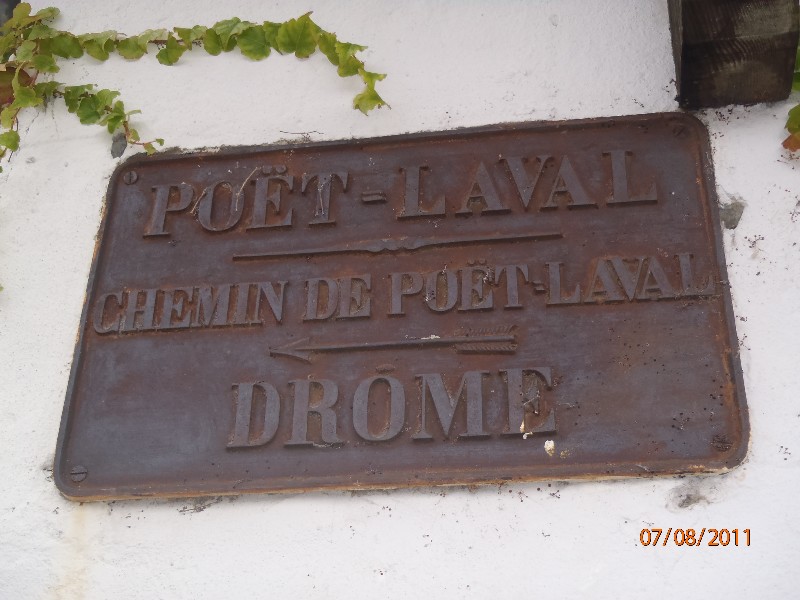 POËT=LAVAL
CHEMIN DE POËT=LAVAL
DRÔME
07/08/2011